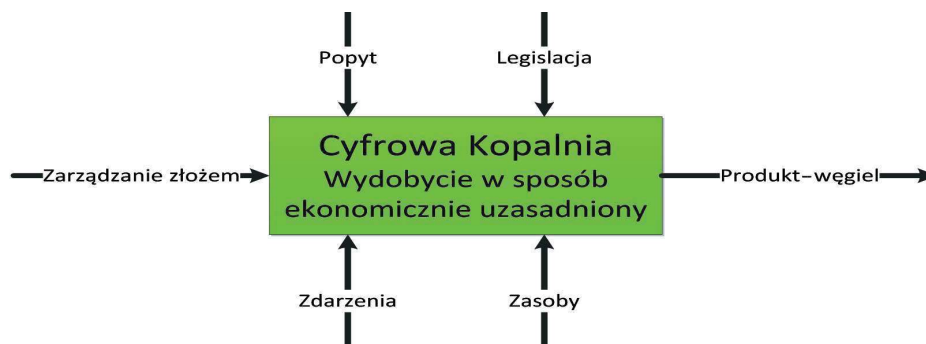 Popyt
Legislacja
Cyfrowa Kopalnia
Wydobycie w sposób
ekonomicznie uzasadniony
Zarządzanie złożem
Produkt-węgiel
Zdarzenia
Zasoby